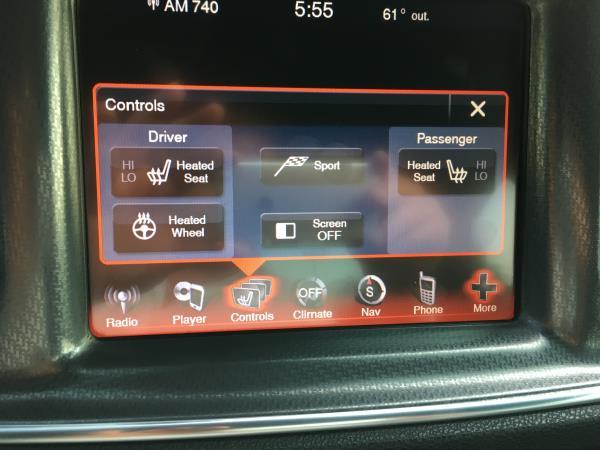 AM 740
5:55
61° out.
Controls
X
Driver
Passenger
HI
LO
Heated
Seat
Sport
Heated
Seat
HI
LO
Heated
Wheel
Screen
OFF
OFF
S
Radio
Player
Controls
Climate
Nav
Phone
More